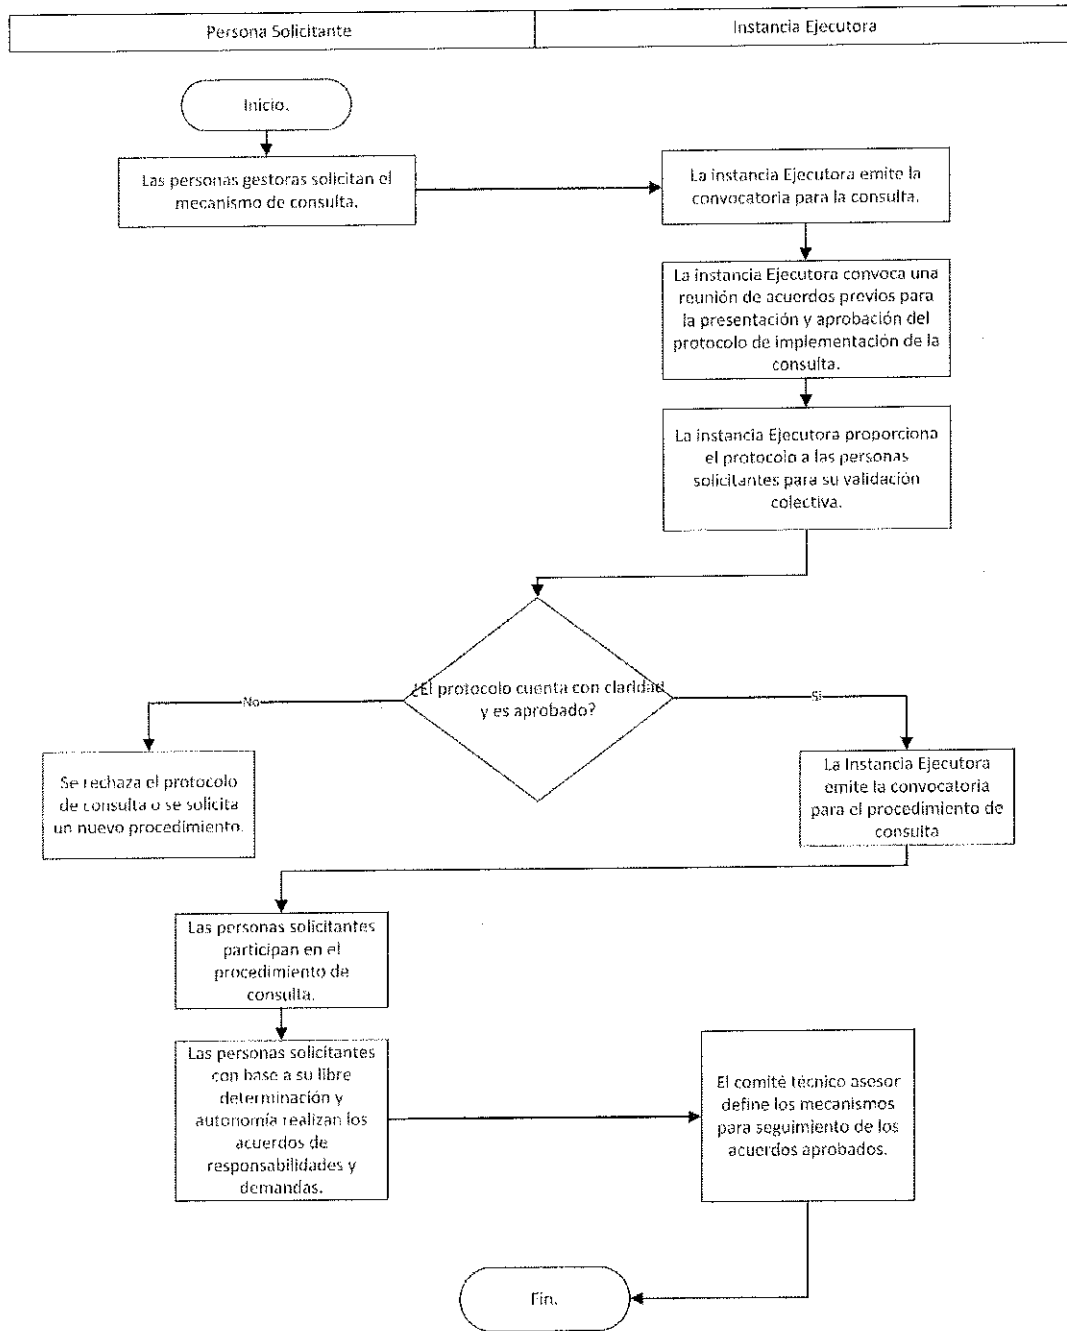 Persona Solicitante
Instancia Ejecutora
Inicio.
Las personas gestoras solicitan el
mecanismo de consulta.
La instancia Ejecutora emite la
convocatoria para la consulta.
La instancia Ejecutora convoca una
reunión de acuerdos previos para
la presentación y aprobación del
protocolo de implementación de la
consulta.
La instancia Ejecutora proporciona
el protocolo a las personas
solicitantes para su validación
colectiva.
¿El protocolo cuenta con claridad
y es aprobado?
No
Si
Se rechaza el protocolo
de consulta o se solicita
un nuevo procedimiento.
La Instancia Ejecutora
emite la convocatoria
para el procedimiento de
consulta
Las personas solicitantes
participan en el
procedimiento de
consulta.
Las personas solicitantes
con base a su libre
determinación y
autonomía realizan los
acuerdos de
responsabilidades y
demandas.
El comité técnico asesor
define los mecanismos
para seguimiento de los
acuerdos aprobados.
Fin.